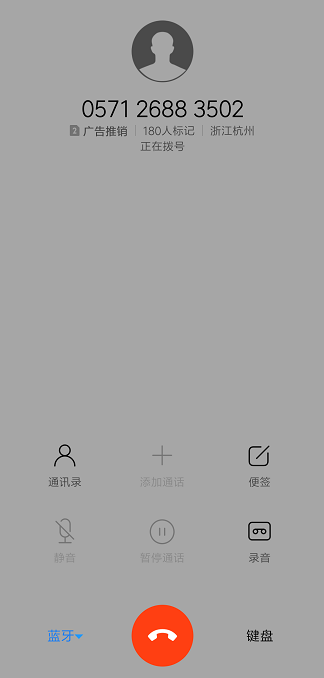 0571 2688 3502
2 广告推销 | 180人标记 | 浙江杭州
正在拨号
通讯录 添加通话 便签
静音 暂停通话 录音
蓝牙 键盘